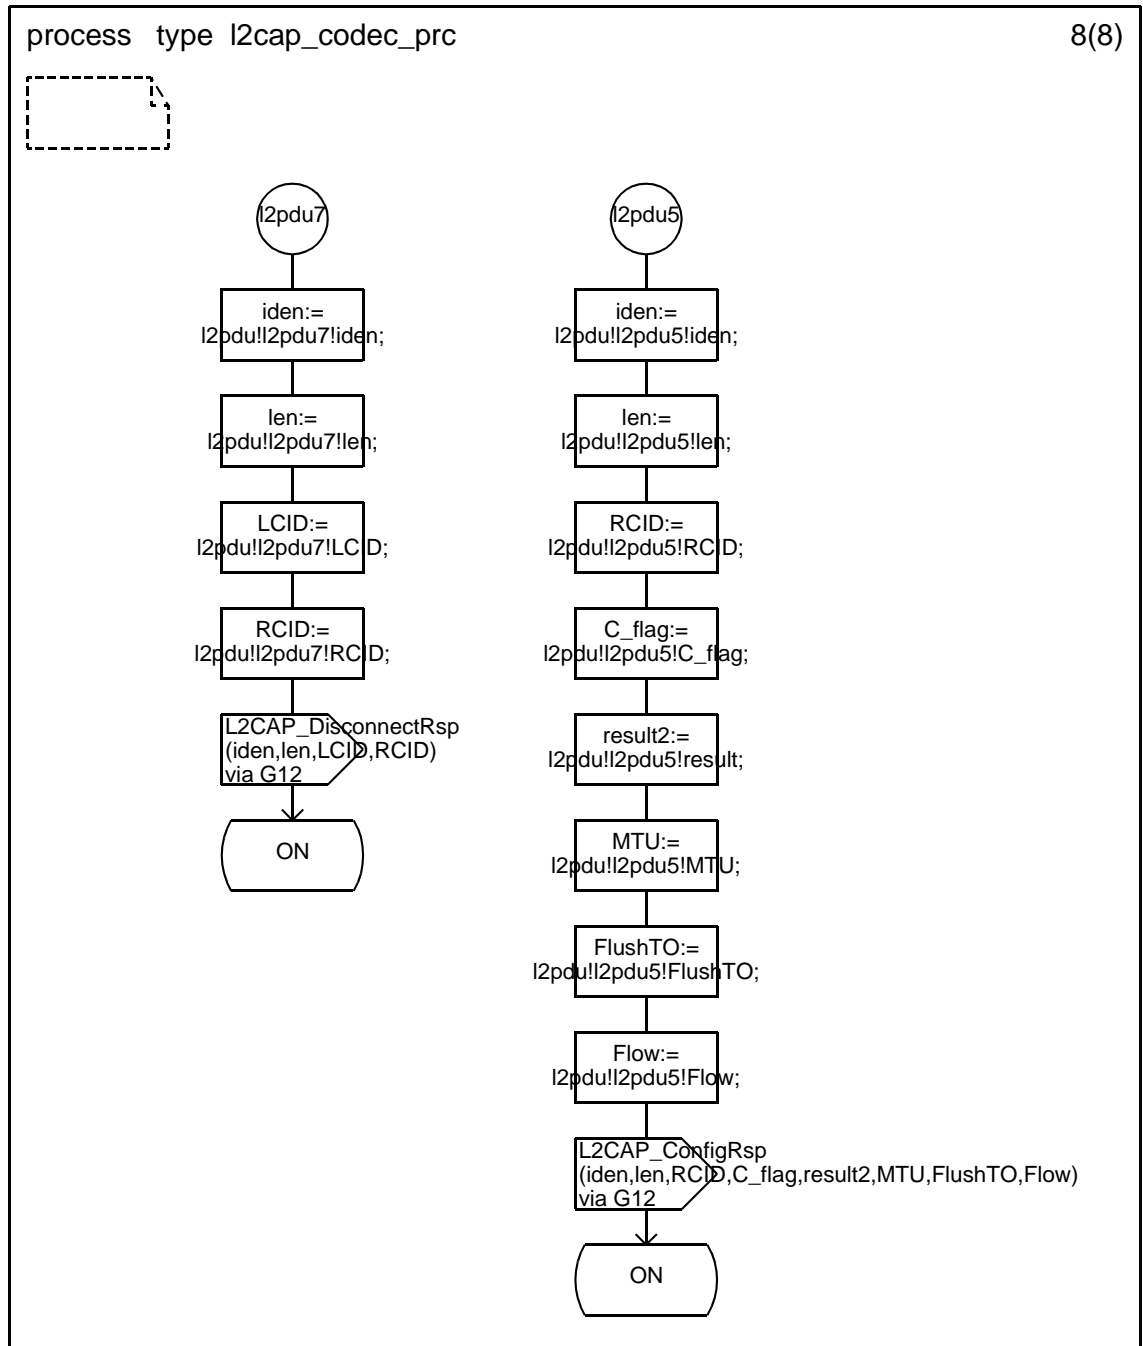 process type l2cap_codec_prc
8(8)
l2pdu7
iden:=
l2pdu!l2pdu7!iden;
len:=
l2pdu!l2pdu7!len;
LCID:=
l2pdu!l2pdu7!LCID;
RCID:=
l2pdu!l2pdu7!RCID;
L2CAP_DisconnectRsp
(iden,len,LCID,RCID)
via G12
ON
l2pdu5
iden:=
l2pdu!l2pdu5!iden;
len:=
l2pdu!l2pdu5!len;
RCID:=
l2pdu!l2pdu5!RCID;
C_flag:=
l2pdu!l2pdu5!C_flag;
result2:=
l2pdu!l2pdu5!result;
MTU:=
l2pdu!l2pdu5!MTU;
FlushTO:=
l2pdu!l2pdu5!FlushTO;
Flow:=
l2pdu!l2pdu5!Flow;
L2CAP_ConfigRsp
(iden,len,RCID,C_flag,result2,MTU,FlushTO,Flow)
via G12
ON